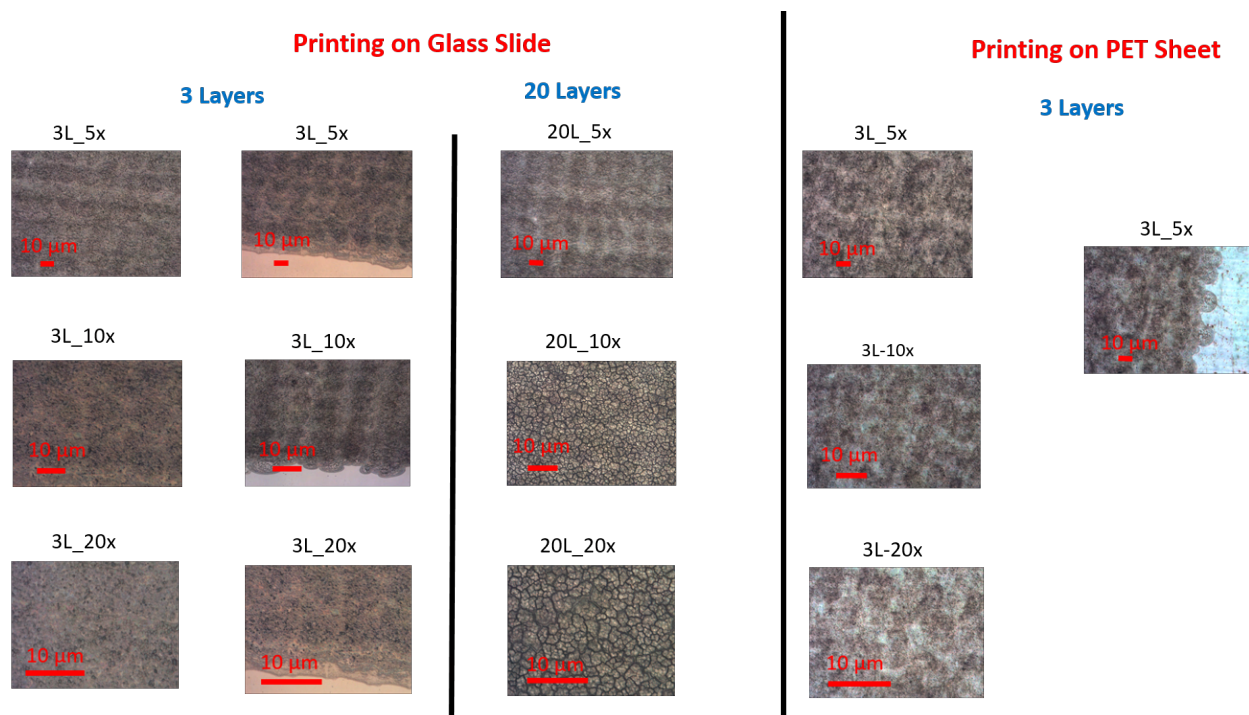 Printing on Glass Slide
3 Layers
20 Layers
3L_5x
10 µm
3L_5x
10 µm
20L_5x
10 µm
3L_10x
10 µm
3L_10x
10 µm
20L_10x
10 µm
3L_20x
10 µm
3L_20x
10 µm
20L_20x
10 µm
Printing on PET Sheet
3 Layers
3L_5x
10 µm
3L_5x
10 µm
3L-10x
10 µm
3L-20x
10 µm